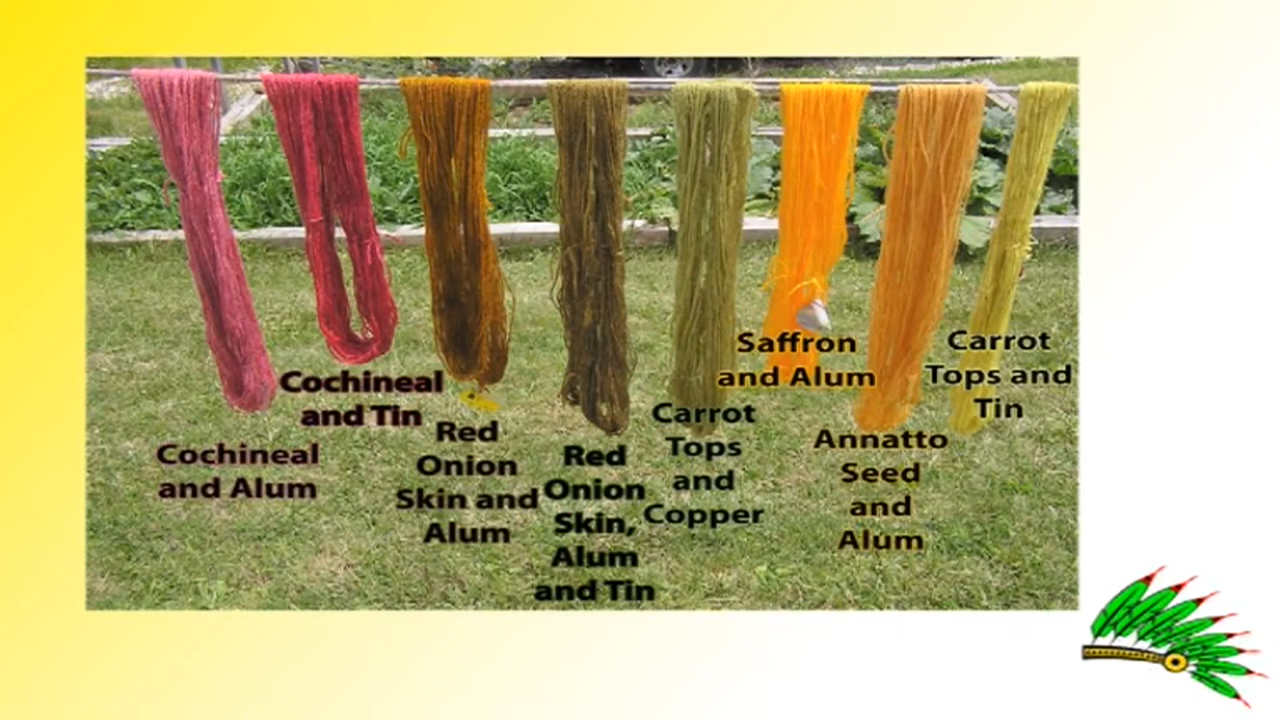 Cochineal
and Alum
Cochineal
and Tin
Red
Onion
Skin and
Alum
Red
Onion
Skin,
Alum
and Tin
Carrot
Tops
and
Copper
Saffron
and Alum
Annatto
Seed
and
Alum
Carrot
Tops and
Tin